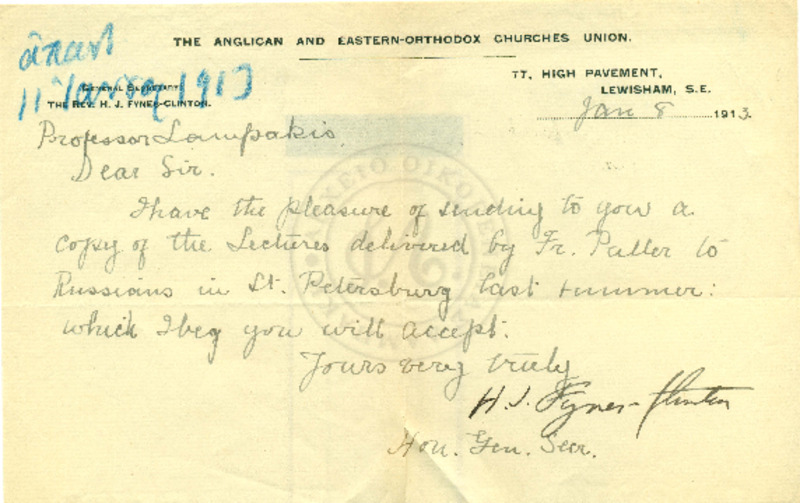 THE ANGLICAN AND EASTERN-ORTHODOX CHURCHES UNION.
ἀπαντ
11 Ιανουαρ 1913
GENERAL SECRETARY
THE REV. H. J. FYNES-CLINTON.
77, HIGH PAVEMENT,
LEWISHAM, S.E.
Jan 8 1913.
Professor Lampakis
Dear Sir.
I have the pleasure of sending to you a
copy of the Lectures delivered by Fr. Puller to
Russians in St. Petersburg last summer:
which I beg you will accept.
Yours very truly
H. J. Fynes-Clinton
Hon. Gen. Secr.